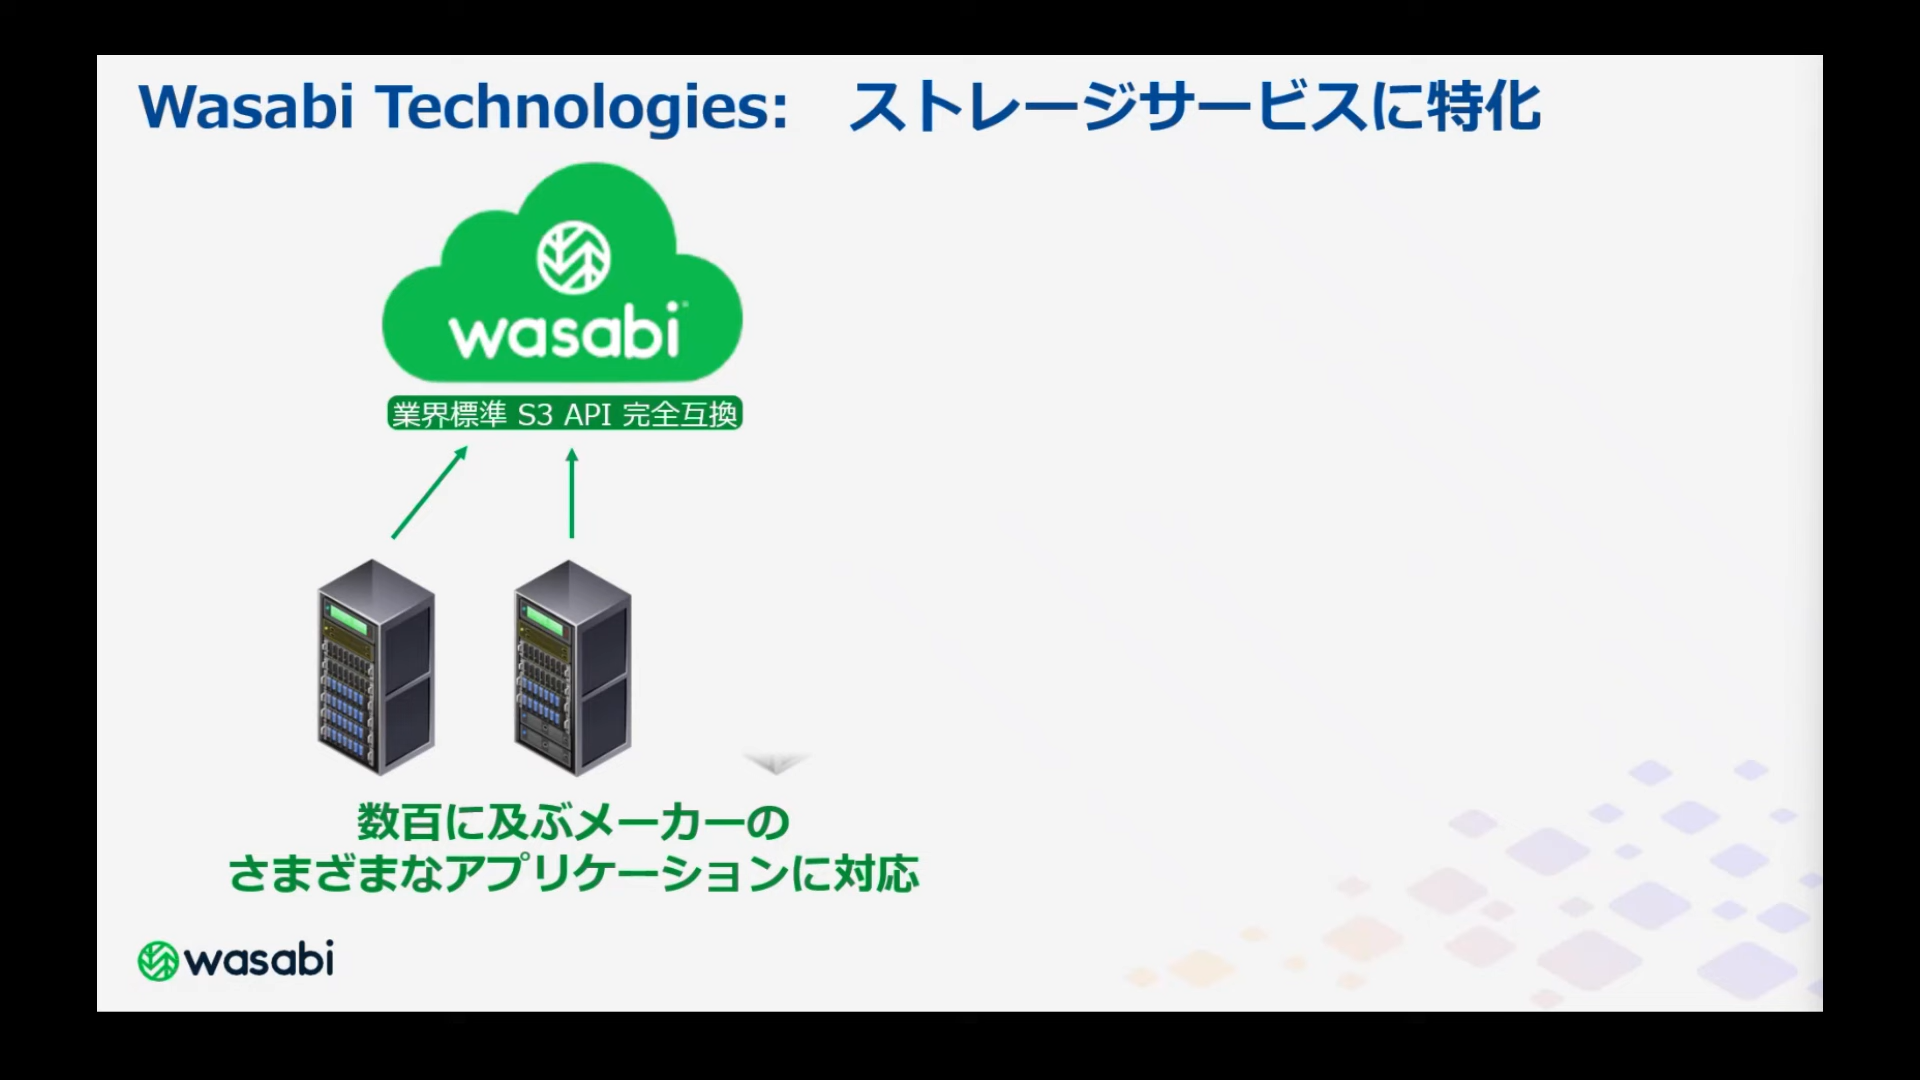 Wasabi Technologies: ストレージサービスに特化
wasabi
業界標準 S3 API 完全互換
数百に及ぶメーカーの
さまざまなアプリケーションに対応
wasabi